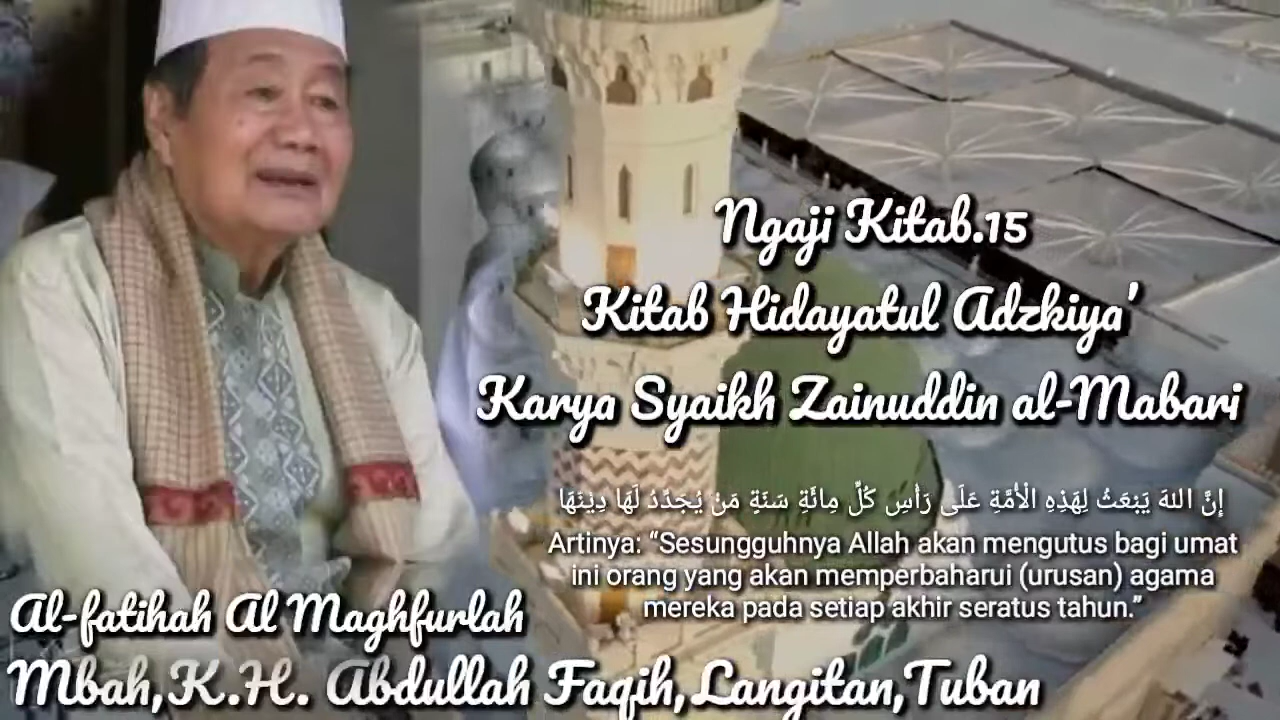 Ngaji Kitab.15
Kitab Hidayatul Adzkiya'
Karya Syaikh Zainuddin al-Mabari
إِنَّ اللهَ يَبْعَثُ لِهَذِهِ الْأُمَّةِ عَلَى رَأْسِ كُلِّ مِائَةِ سَنَةٍ مَنْ يُجَدِّدُ لَهَا دِيْنَهَا
Artinya: “Sesungguhnya Allah akan mengutus bagi umat
ini orang yang akan memperbaharui (urusan) agama
mereka pada setiap akhir seratus tahun.”
Al-fatihah Al Maghfurlah
Mbah,K.H. Abdullah Faqih,Langitan,Tuban